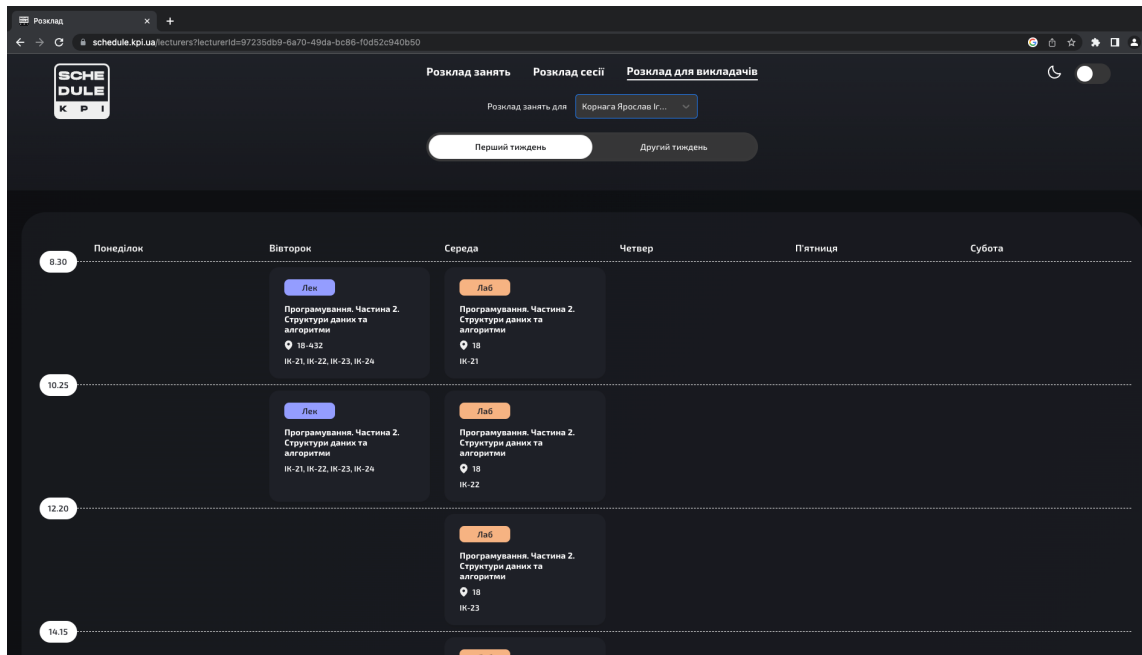 Розклад
schedule.kpi.ua/lecturers?lecturerId=97235db9-6a70-49da-bc86-f0d52c940b50
SCHE
DULE
K P I
Розклад занять Розклад сесії Розклад для викладачів
Розклад занять для Корнага Ярослав Іг...
Перший тиждень Другий тиждень
Понеділок Вівторок Середа Четвер П'ятниця Субота
8.30
Лек
Програмування. Частина 2.
Структури даних та
алгоритми
18-432
ІК-21, ІК-22, ІК-23, ІК-24
Лаб
Програмування. Частина 2.
Структури даних та
алгоритми
18
ІК-21
10.25
Лек
Програмування. Частина 2.
Структури даних та
алгоритми
ІК-21, ІК-22, ІК-23, ІК-24
Лаб
Програмування. Частина 2.
Структури даних та
алгоритми
18
ІК-22
12.20
Лаб
Програмування. Частина 2.
Структури даних та
алгоритми
18
ІК-23
14.15